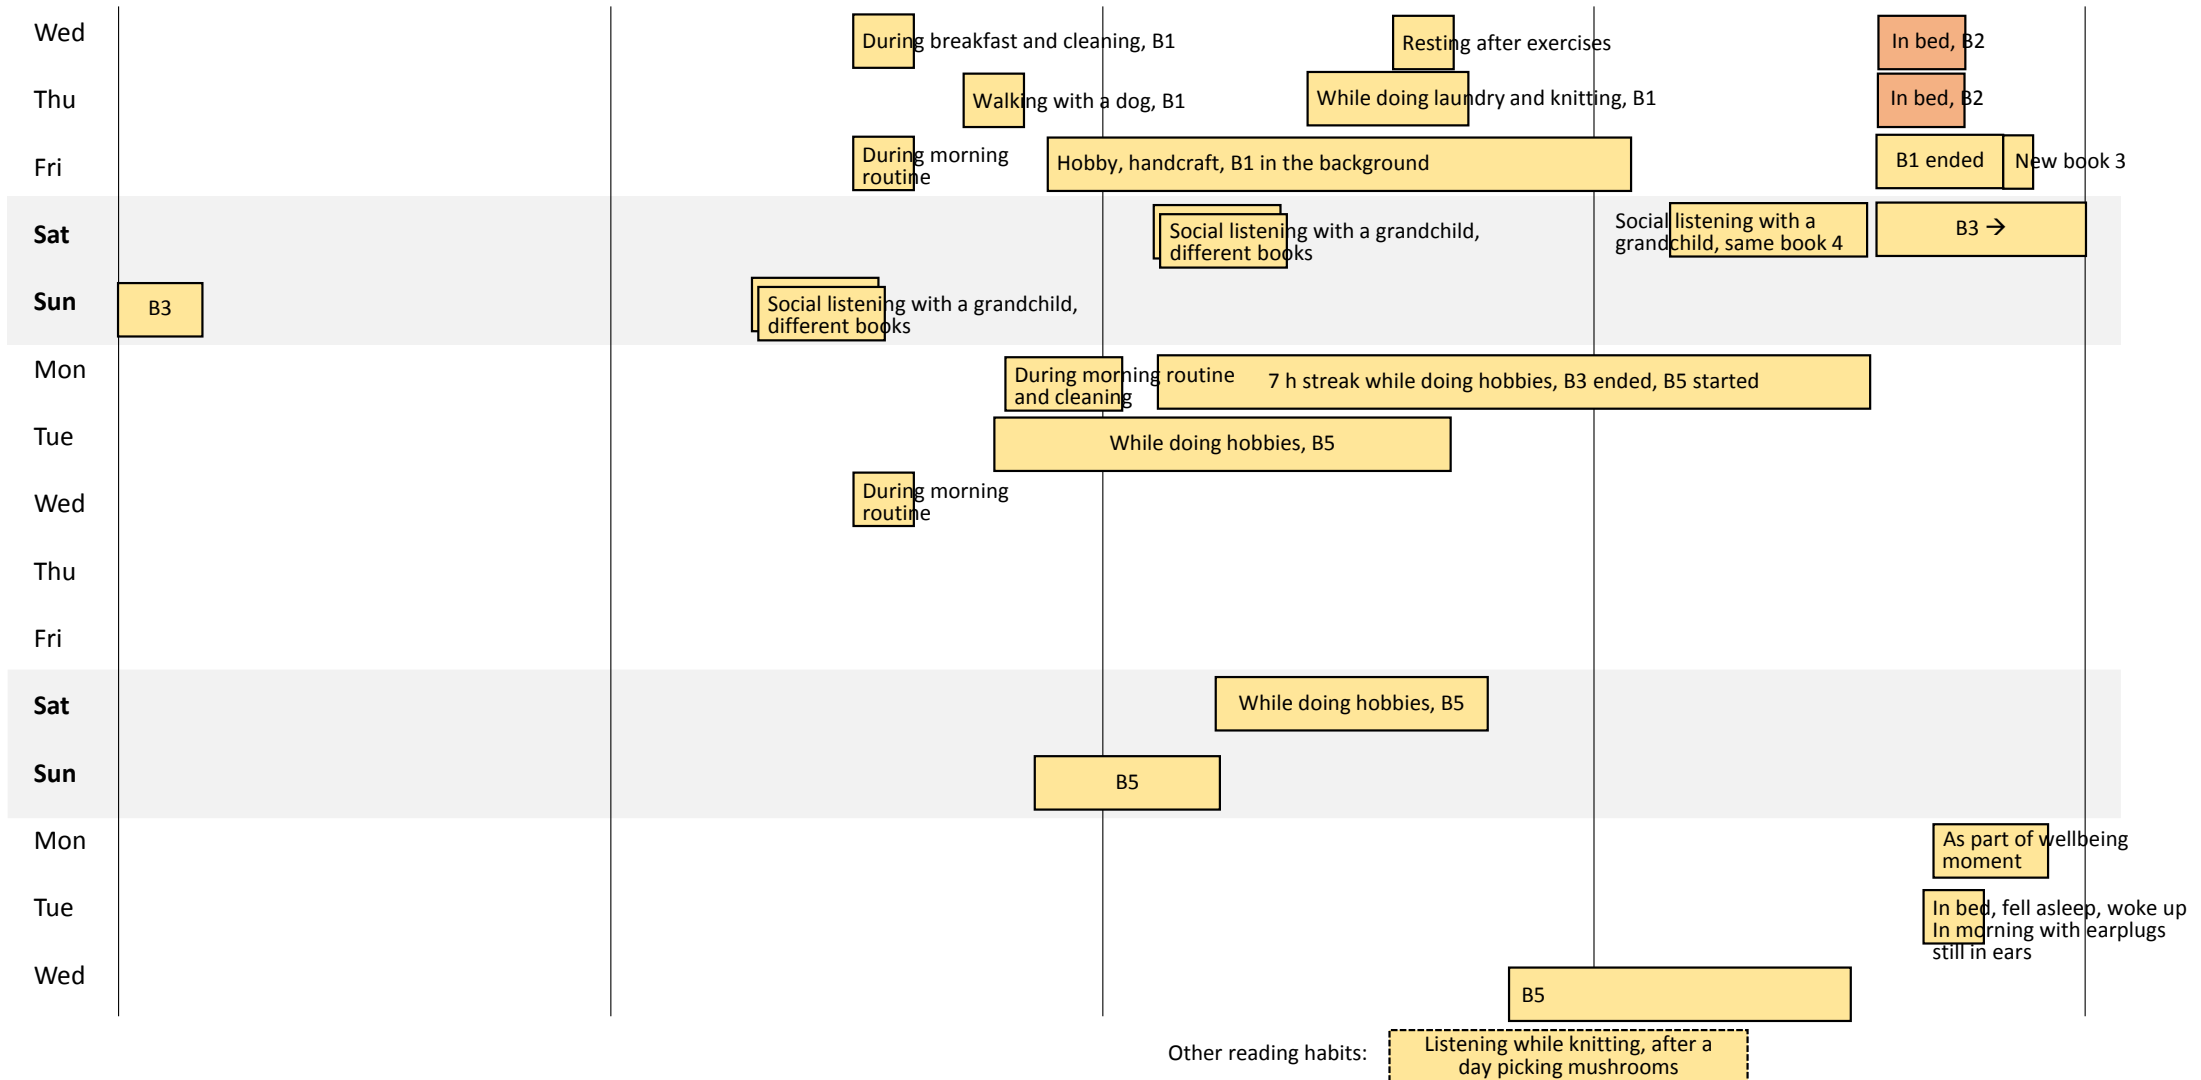 Wed
During breakfast and cleaning, B1
Resting after exercises
In bed, B2
Thu
Walking with a dog, B1
While doing laundry and knitting, B1
In bed, B2
Fri
During morning
routine
Hobby, handcraft, B1 in the background
B1 ended
New book 3
Sat
Social listening with a grandchild,
different books
Social listening with a
grandchild, same book 4
B3 →
Sun
B3
Social listening with a grandchild,
different books
Mon
During morning routine
and cleaning
7 h streak while doing hobbies, B3 ended, B5 started
Tue
While doing hobbies, B5
Wed
During morning
routine
Thu
Fri
Sat
While doing hobbies, B5
Sun
B5
Mon
As part of wellbeing
moment
Tue
In bed, fell asleep, woke up
In morning with earplugs
still in ears
Wed
B5
Other reading habits:
Listening while knitting, after a
day picking mushrooms